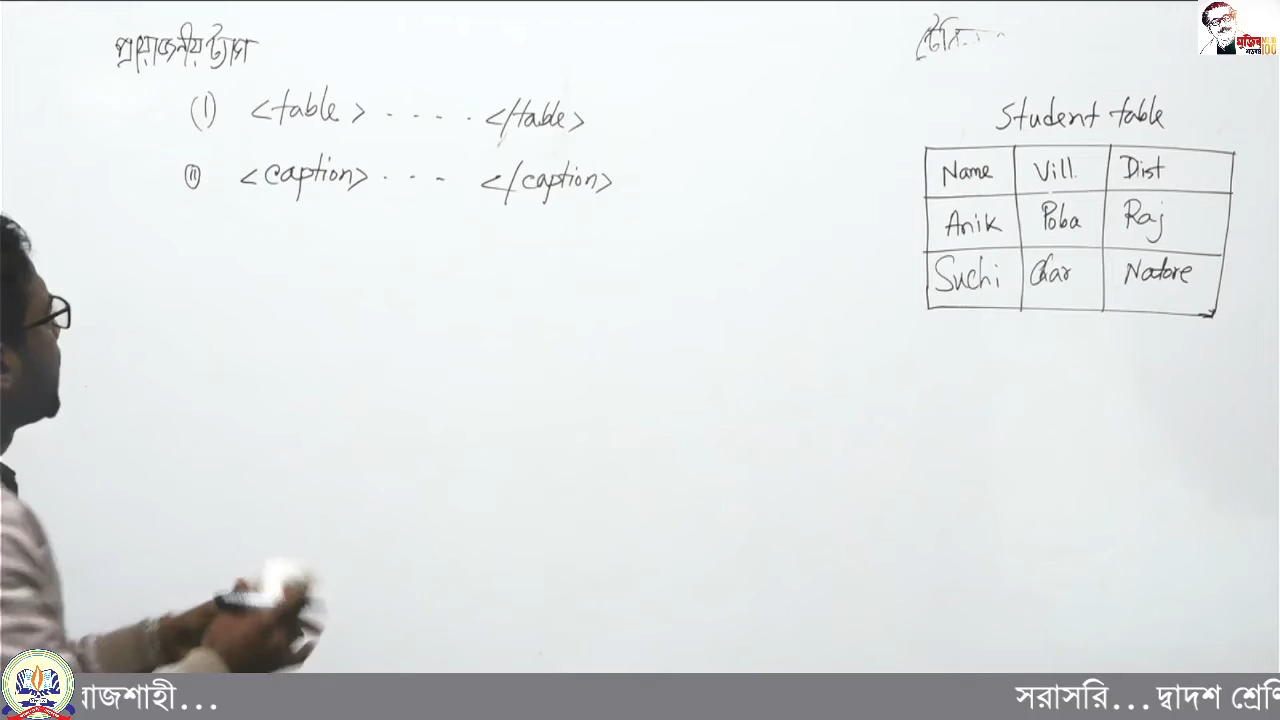 প্রয়োজনীয় ট্যাগ
(i) <table> . . . . . </table>
(ii) <caption> . . . </caption>
Student table
Name Vill. Dist
Anik Poba Raj
Suchi Char Natore
মুজিব
100
রাজশাহী... সরাসরি... দ্বাদশ শ্রেণি